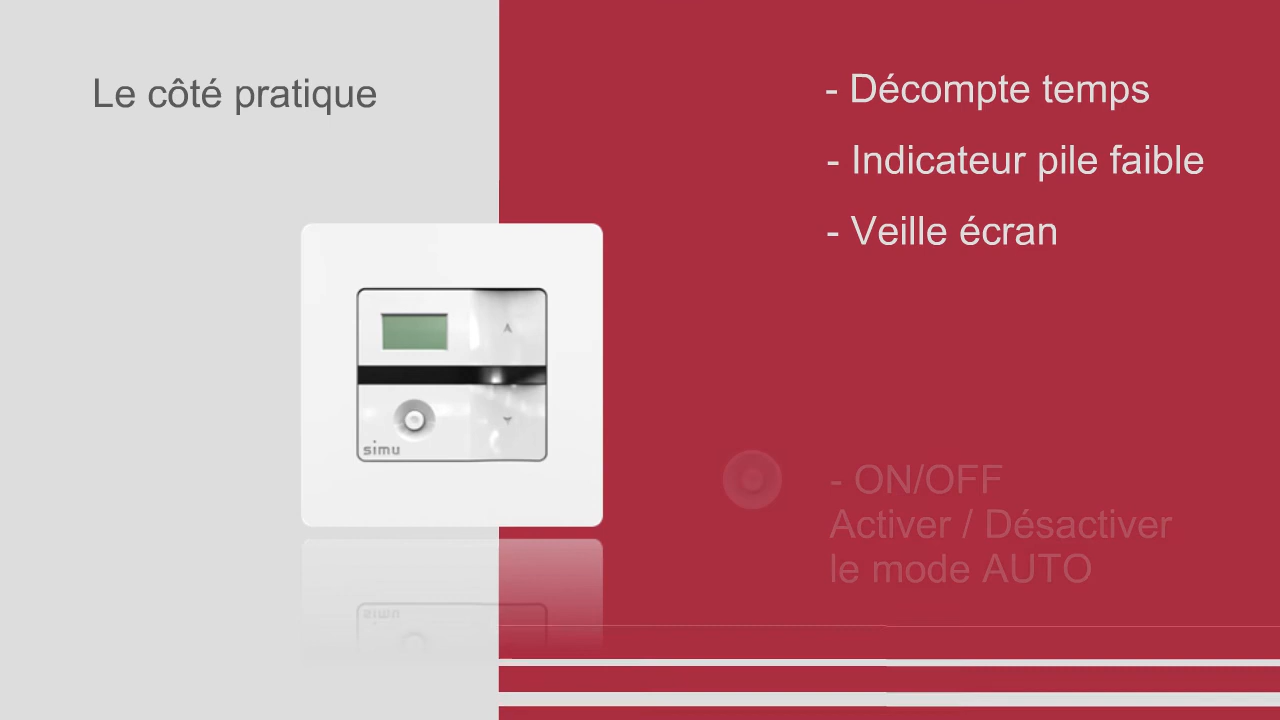 Le côté pratique
- Décompte temps
- Indicateur pile faible
- Veille écran
simu
- ON/OFF
Activer / Désactiver
le mode AUTO